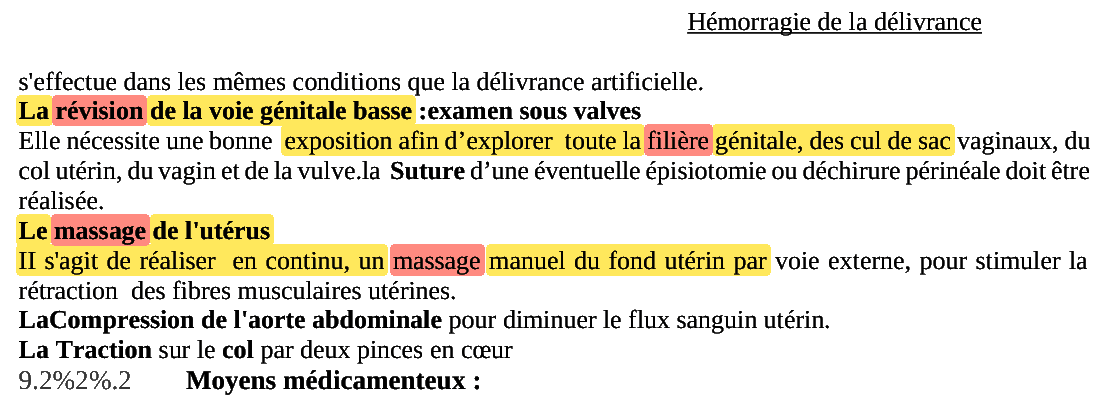 Hémorragie de la délivrance
s'effectue dans les mêmes conditions que la délivrance artificielle.
La révision de la voie génitale basse :examen sous valves
Elle nécessite une bonne exposition afin d’explorer toute la filière génitale, des cul de sac vaginaux, du
col utérin, du vagin et de la vulve.la Suture d’une éventuelle épisiotomie ou déchirure périnéale doit être
réalisée.
Le massage de l'utérus
II s'agit de réaliser en continu, un massage manuel du fond utérin par voie externe, pour stimuler la
rétraction des fibres musculaires utérines.
LaCompression de l'aorte abdominale pour diminuer le flux sanguin utérin.
La Traction sur le col par deux pinces en cœur
9.2%2%.2 Moyens médicamenteux :